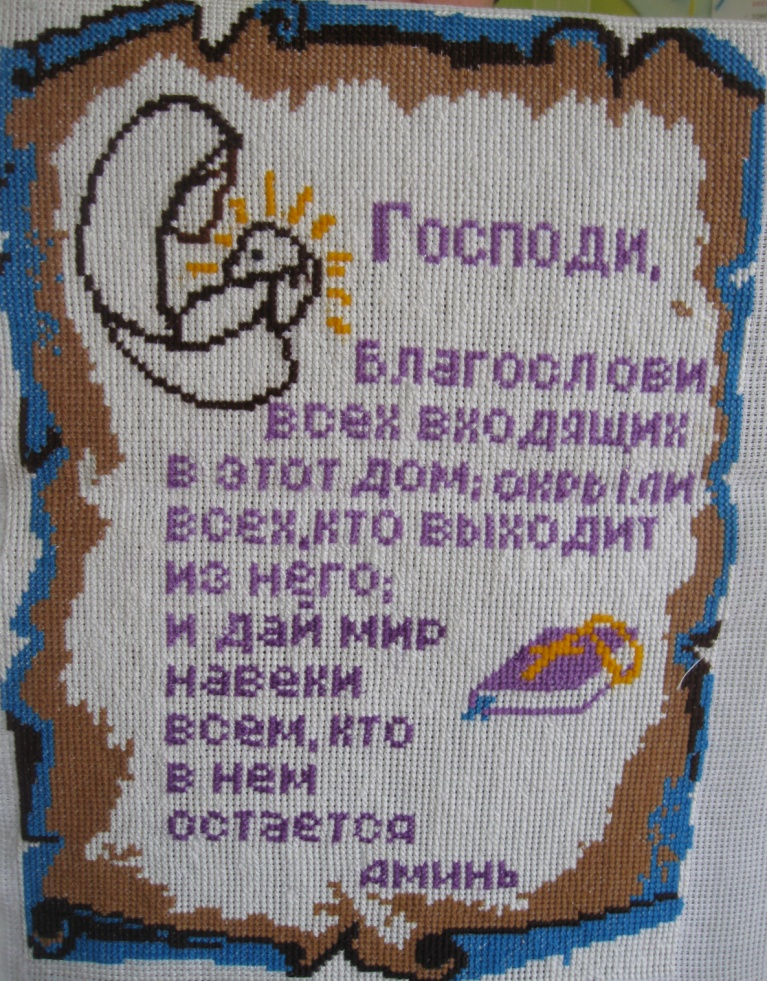 Господи,
Благослови
всех входящих
в этот дом; окрыли
всех,кто выходит
из него;
и дай мир
навеки
всем,кто
в нем
остается
аминь